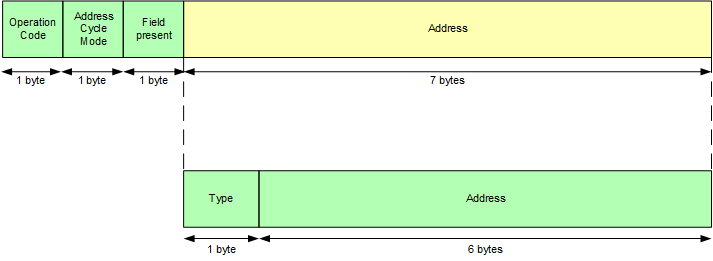 Operation
Code
Address
Cycle
Mode
Field
present
Address
1 byte
1 byte
1 byte
7 bytes
Type
Address
1 byte
6 bytes